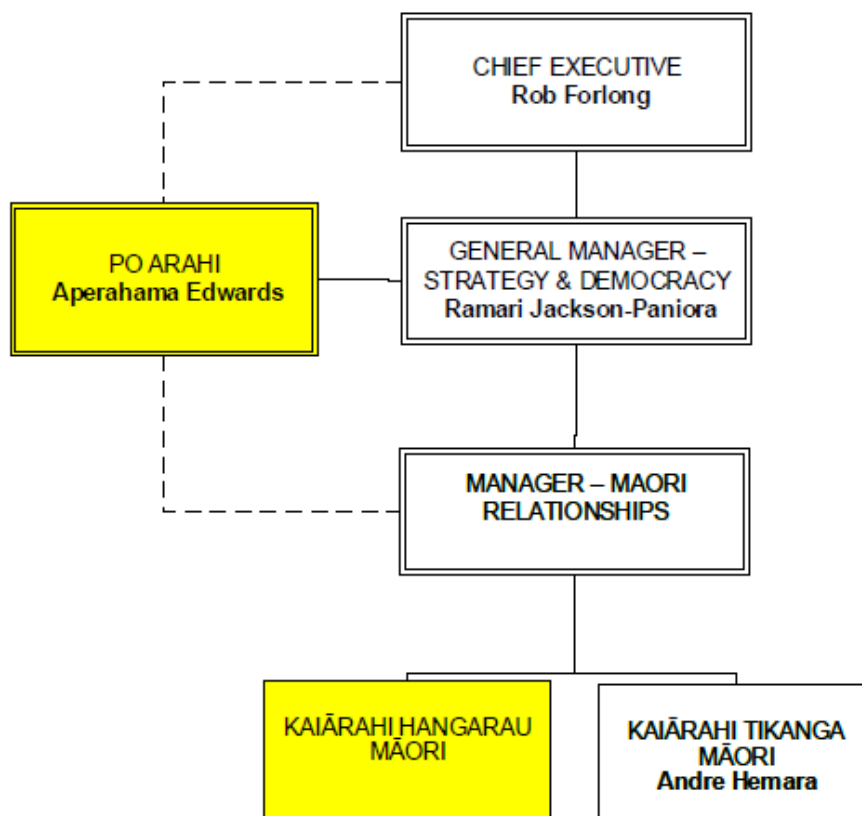 CHIEF EXECUTIVE
Rob Forlong
PO ARAHI
Aperahama Edwards
GENERAL MANAGER –
STRATEGY & DEMOCRACY
Ramari Jackson-Paniora
MANAGER – MAORI
RELATIONSHIPS
KAIĀRAHI HANGARAU
MĀORI
KAIĀRAHI TIKANGA
MĀORI
Andre Hemara